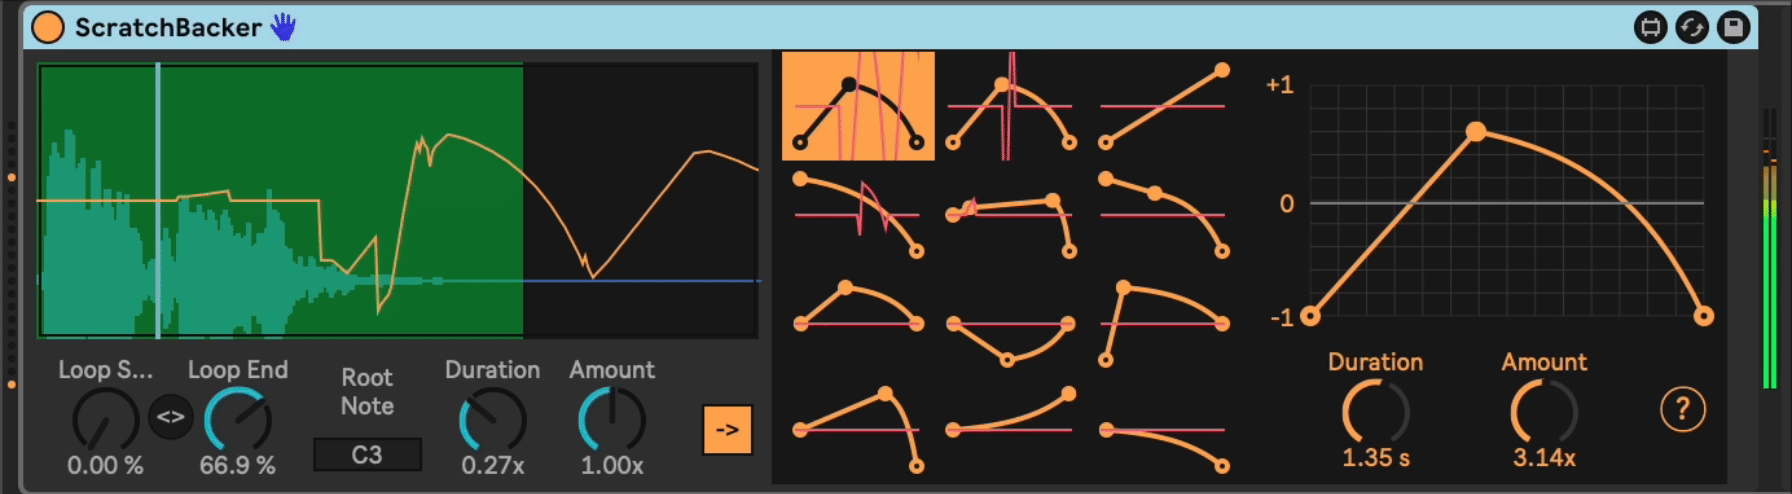 ScratchBacker
Loop S...
Loop End
Root
Note
Duration
Amount
<>
0.00 %
66.9 %
C3
0.27x
1.00x
->
+1
0
-1
Duration
Amount
1.35 s
3.14x
?